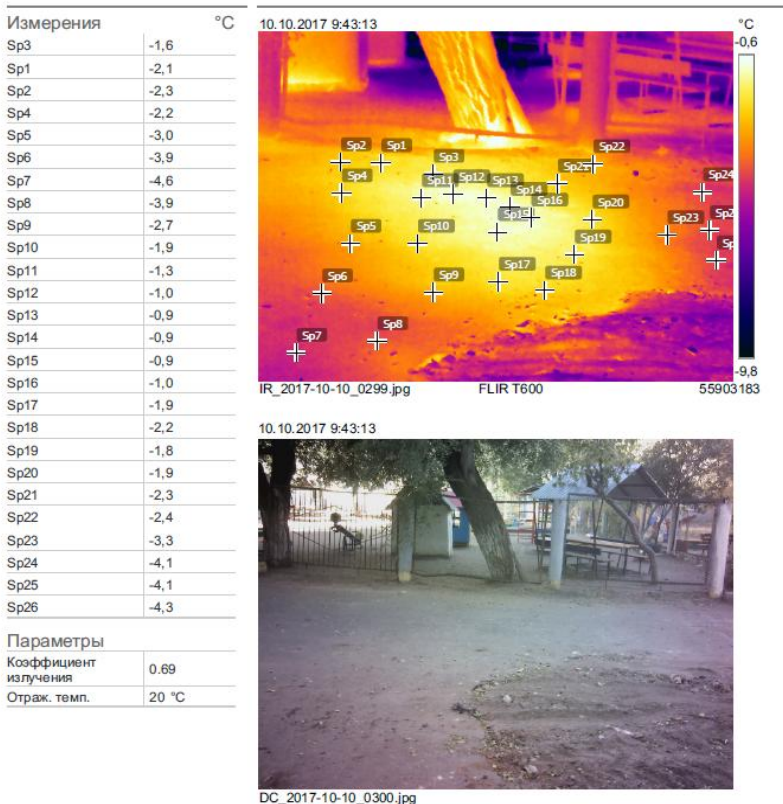 Измерения °C
Sp3 -1,6
Sp1 -2,1
Sp2 -2,3
Sp4 -2,2
Sp5 -3,0
Sp6 -3,9
Sp7 -4,6
Sp8 -3,9
Sp9 -2,7
Sp10 -1,9
Sp11 -1,3
Sp12 -1,0
Sp13 -0,9
Sp14 -0,9
Sp15 -0,9
Sp16 -1,0
Sp17 -1,9
Sp18 -2,2
Sp19 -1,8
Sp20 -1,9
Sp21 -2,3
Sp22 -2,4
Sp23 -3,3
Sp24 -4,1
Sp25 -4,1
Sp26 -4,3
Параметры
Коэффициент
излучения 0.69
Отраж. темп. 20 °C
10.10.2017 9:43:13
°C
-0,6
Sp2 Sp1 Sp22
Sp3
Sp4 Sp11 Sp12 Sp13 Sp24
Sp14
Sp16
Sp15 Sp20
Sp5 Sp10 Sp23
Sp19
Sp6 Sp9 Sp17 Sp18
Sp7 Sp8
-9,8
IR_2017-10-10_0299.jpg FLIR T600 55903183
10.10.2017 9:43:13
DC_2017-10-10_0300.jpg